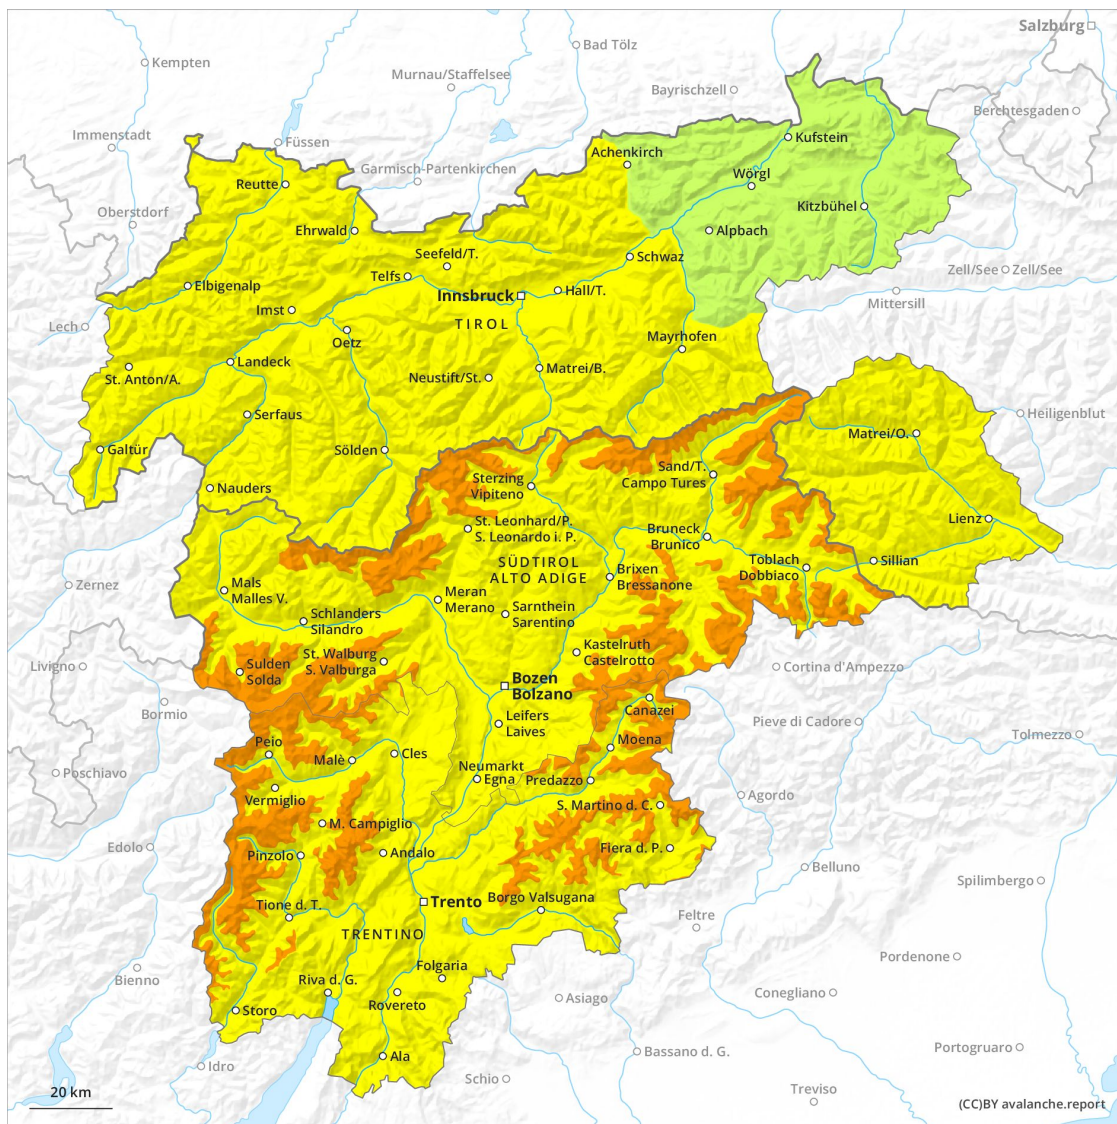 Salzburg
Bad Tölz
Kempten
Murnau/Staffelsee
Bayrischzell
Berchtesgaden
Immenstadt
Füssen
Kufstein
Achenkirch
Garmisch-Partenkirchen
Wörgl
Reutte
Kitzbühel
Oberstdorf
Ehrwald
Alpbach
Seefeld/T.
Schwaz
Telfs
Zell/See
Zell/See
Elbigenalp
Hall/T.
Innsbruck
Mittersill
Imst
TIROL
Lech
Oetz
Mayrhofen
Landeck
Matrei/B.
St. Anton/A.
Neustift/St.
Serfaus
Heiligenblut
Matrei/O.
Galtür
Sölden
Sand/T.
Campo Tures
Sterzing
Vipiteno
Nauders
St. Leonhard/P.
S. Leonardo i. P.
Lienz
Bruneck
Brunico
SÜDTIROL
ALTO ADIGE
Toblach
Dobbiaco
Sillian
Brixen
Bressanone
Zernez
Mals
Malles V.
Meran
Merano
Sarnthein
Sarentino
Schlanders
Silandro
Kastelruth
Castelrotto
St. Walburg
S. Valburga
Livigno
Sulden
Solda
Cortina d'Ampezzo
Bozen
Bolzano
Bormio
Canazei
Leifers
Laives
Pieve di Cadore
Tolmezzo
Moena
Peio
Cles
Malè
Neumarkt
Egna
Predazzo
Poschiavo
Vermiglio
Agordo
S. Martino d. C.
M. Campiglio
Edolo
Pinzolo
Andalo
Fiera d. P.
Belluno
Spilimbergo
Trento
Borgo Valsugana
Tione d. T.
Feltre
TRENTINO
Pordenone
Folgaria
Bienno
Riva d. G.
Rovereto
Asiago
Conegliano
Storo
Portogruaro
Ala
Bassano d. G.
Idro
Schio
Treviso
20 km
(CC)BY avalanche.report